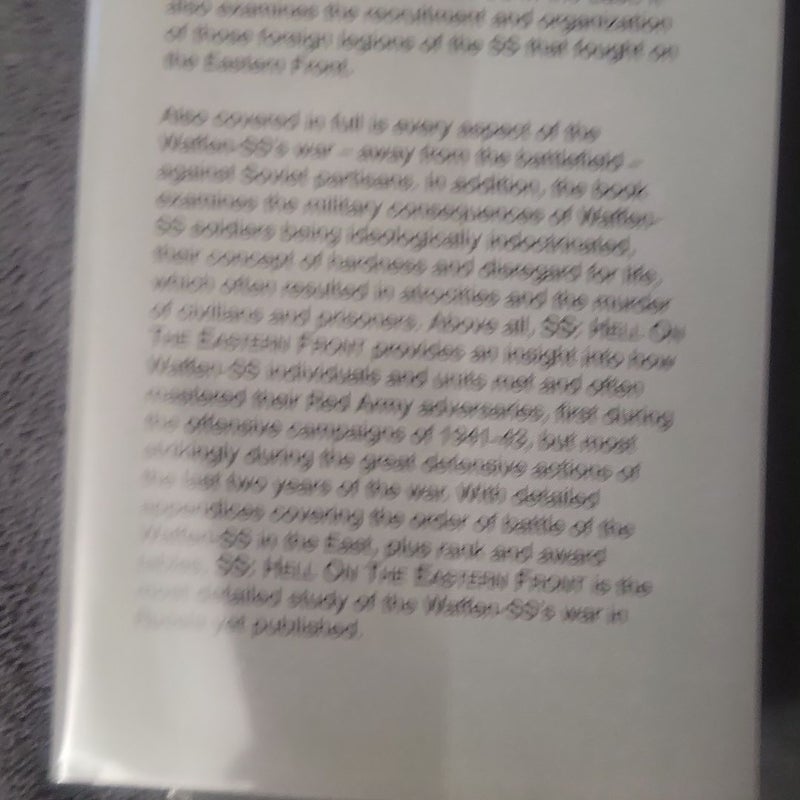 also examines the recruitment and organization
of those foreign legions of the SS that fought on
the Eastern Front.
Also covered in full is every aspect of the
Waffen-SS's war – away from the battlefield –
against Soviet partisans. In addition, the book
examines the military consequences of Waffen-
SS soldiers being ideologically indoctrinated,
their concept of hardness and disregard for life,
which often resulted in atrocities and the murder
of civilians and prisoners. Above all, SS: HELL ON
THE EASTERN FRONT provides an insight into how
Waffen-SS individuals and units met and often
mastered their Red Army adversaries, first during
the offensive campaigns of 1941-43, but most
strikingly during the great defensive actions of
the last two years of the war. With detailed
appendices covering the order of battle of the
Waffen-SS in the East, plus rank and award
SS: HELL ON THE EASTERN FRONT is the
most detailed study of the Waffen-SS's war in
Russia yet published.